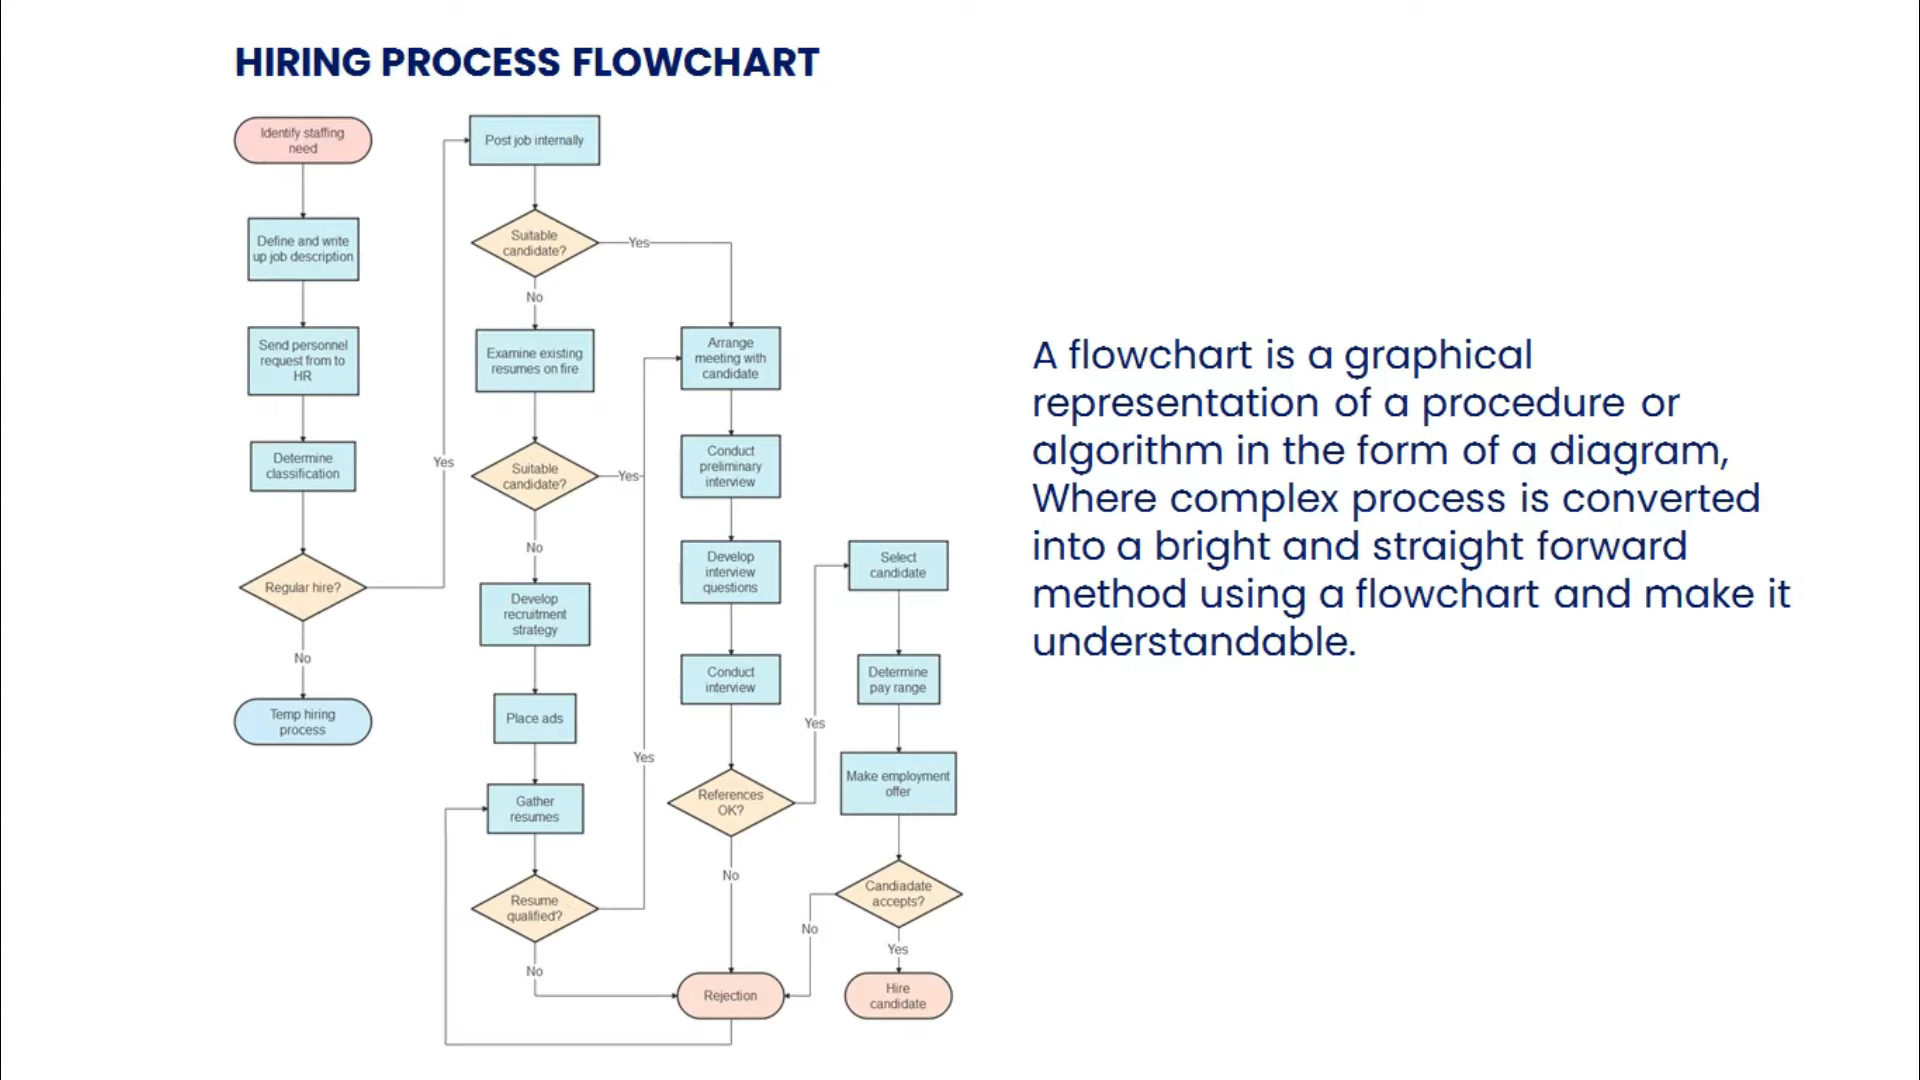 HIRING PROCESS FLOWCHART
Identify staffing
need
Define and write
up job description
Send personnel
request from to
HR
Determine
classification
Regular hire?
No
Temp hiring
process
Yes
Post job internally
Suitable
candidate?
Yes
No
Examine existing
resumes on fire
Suitable
candidate?
Yes
No
Develop
recruitment
strategy
Place ads
Gather
resumes
Resume
qualified?
Yes
No
Arrange
meeting with
candidate
Conduct
preliminary
interview
Develop
interview
questions
Conduct
interview
References
OK?
Yes
No
Rejection
Select
candidate
Determine
pay range
Make employment
offer
Candiadate
accepts?
No
Yes
Hire
candidate
A flowchart is a graphical
representation of a procedure or
algorithm in the form of a diagram,
Where complex process is converted
into a bright and straight forward
method using a flowchart and make it
understandable.